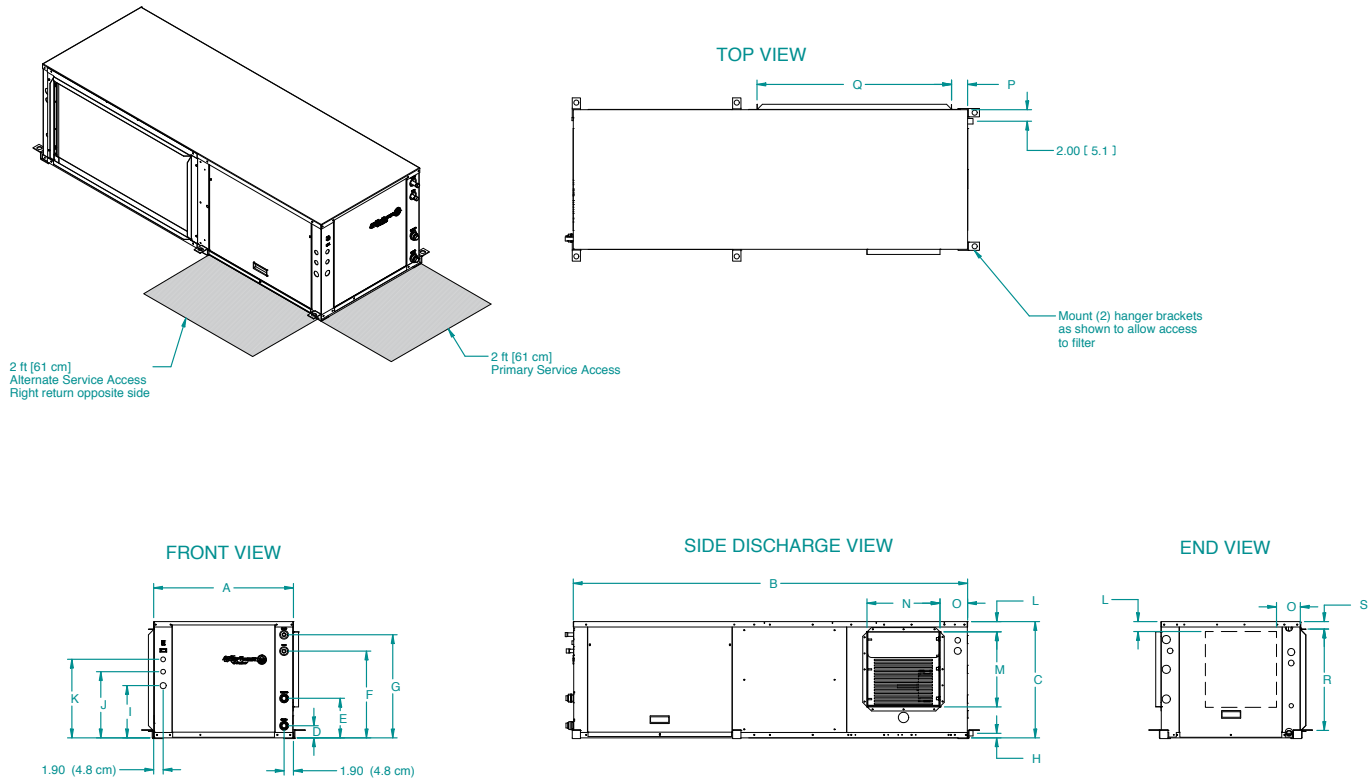 TOP VIEW
Q
P
2.00 [ 5.1 ]
Mount (2) hanger brackets
as shown to allow access
to filter
2 ft [61 cm]
Alternate Service Access
Right return opposite side
2 ft [61 cm]
Primary Service Access
FRONT VIEW
A
K
J
I
D
E
F
G
1.90 (4.8 cm)
1.90 (4.8 cm)
SIDE DISCHARGE VIEW
B
N
O
L
M
C
H
END VIEW
L
O
S
R